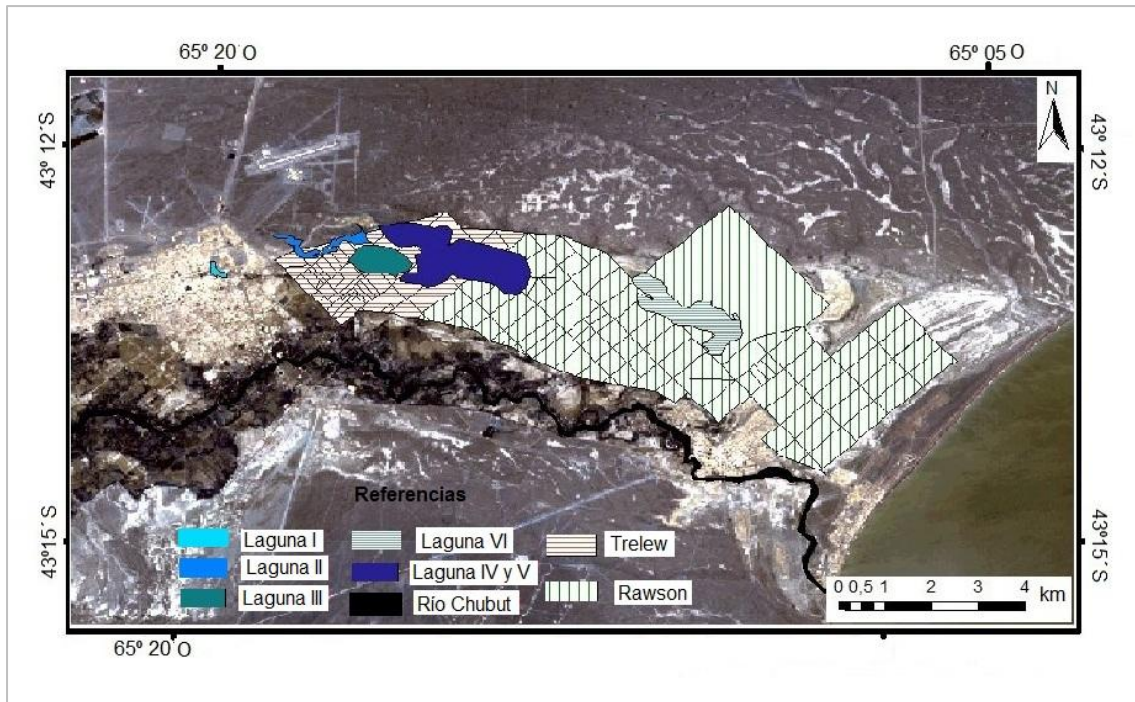 65º 20 O
65º 05 O
N
43º 12´S
43º 12 S
Referencias
Laguna I
Laguna VI
Trelew
Laguna II
Laguna IV y V
Laguna III
Río Chubut
Rawson
43º15´S
43º 15 S
0 0,5 1 2 3 4
km
65º 20 O